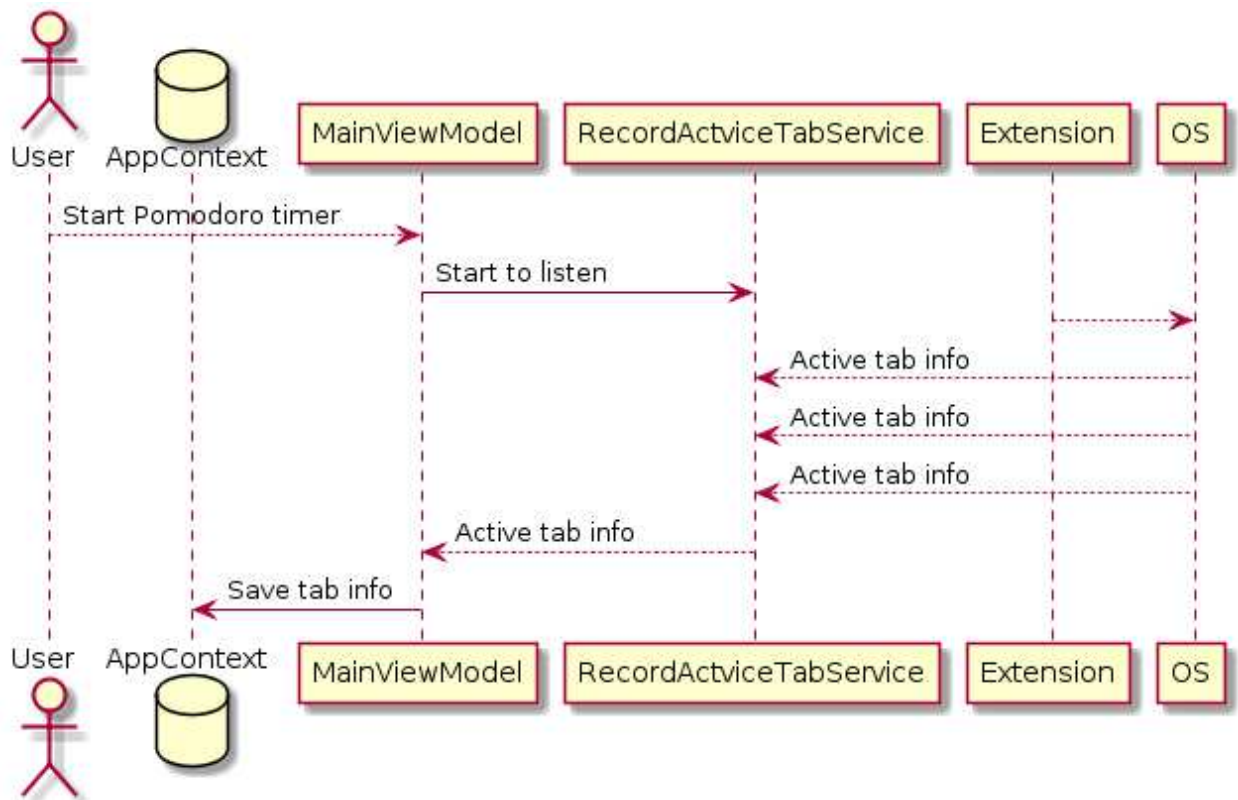 User
AppContext
MainViewModel
RecordActviceTabService
Extension
OS
Start Pomodoro timer
Start to listen
Active tab info
Active tab info
Active tab info
Active tab info
Save tab info
User
AppContext
MainViewModel
RecordActviceTabService
Extension
OS